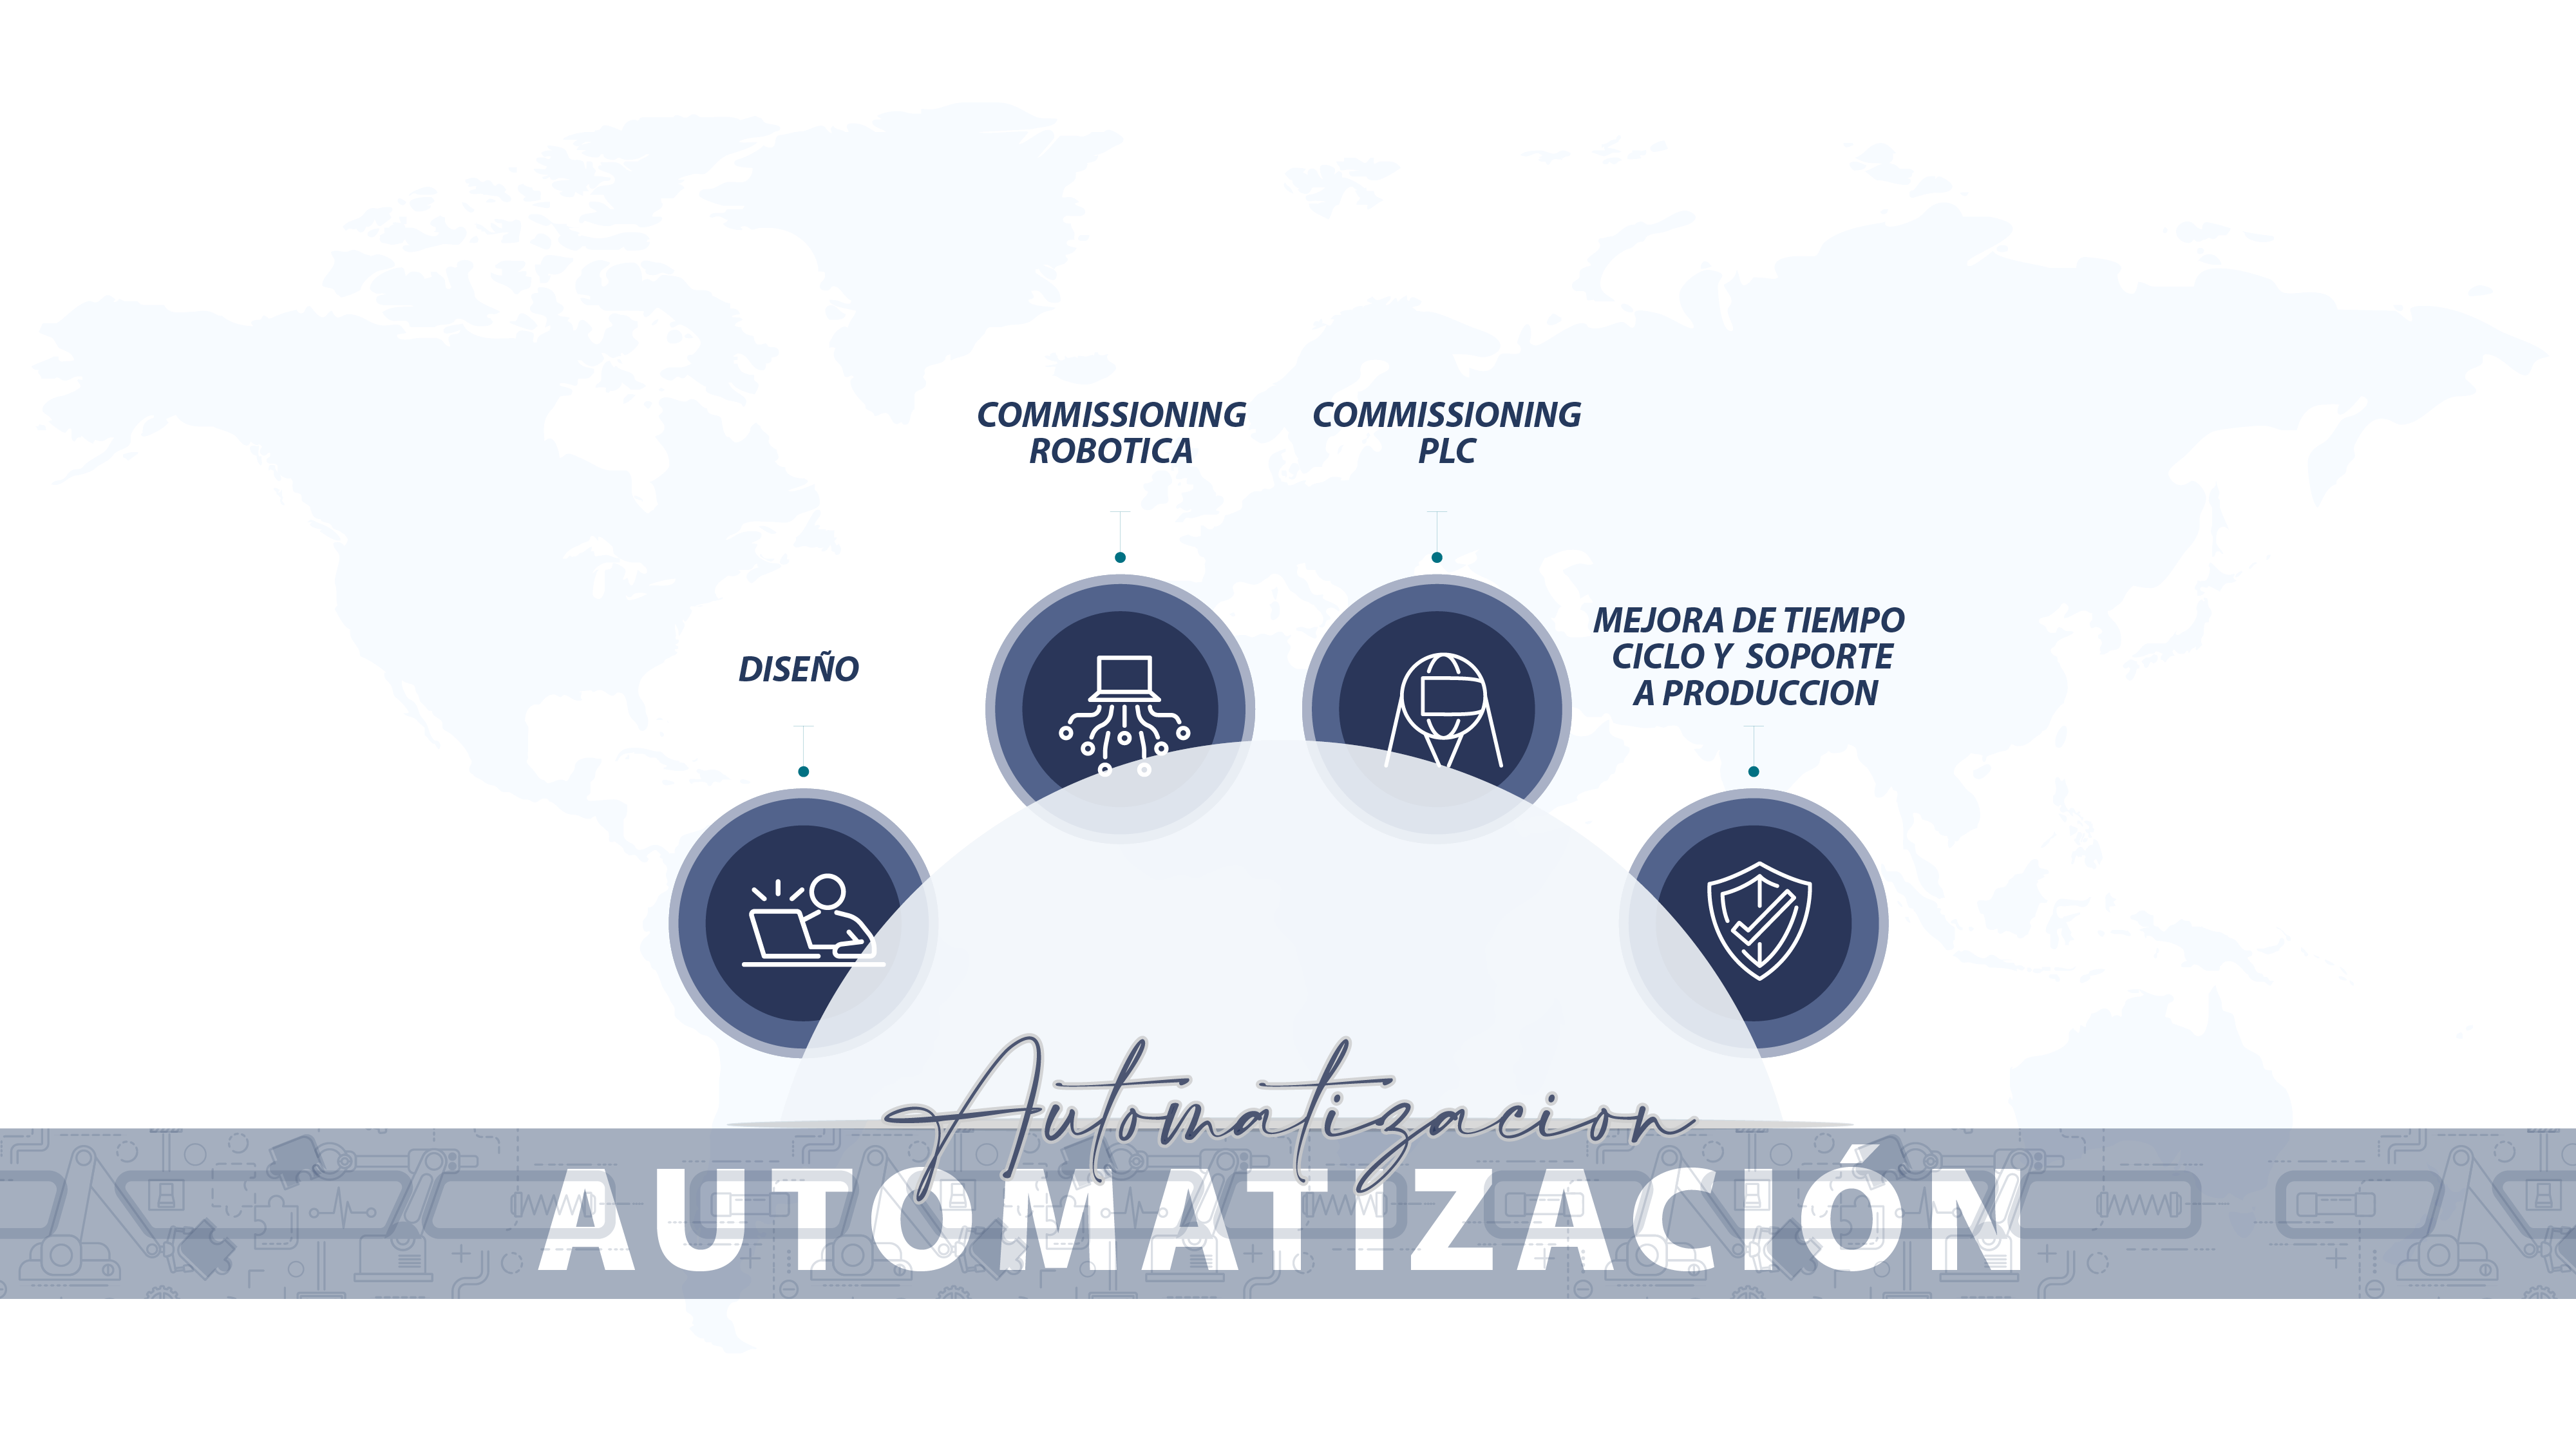 COMMISSIONING
ROBOTICA
COMMISSIONING
PLC
DISEÑO
MEJORA DE TIEMPO
CICLO Y SOPORTE
A PRODUCCION
Automatizacion
AUTOMATIZACIÓN